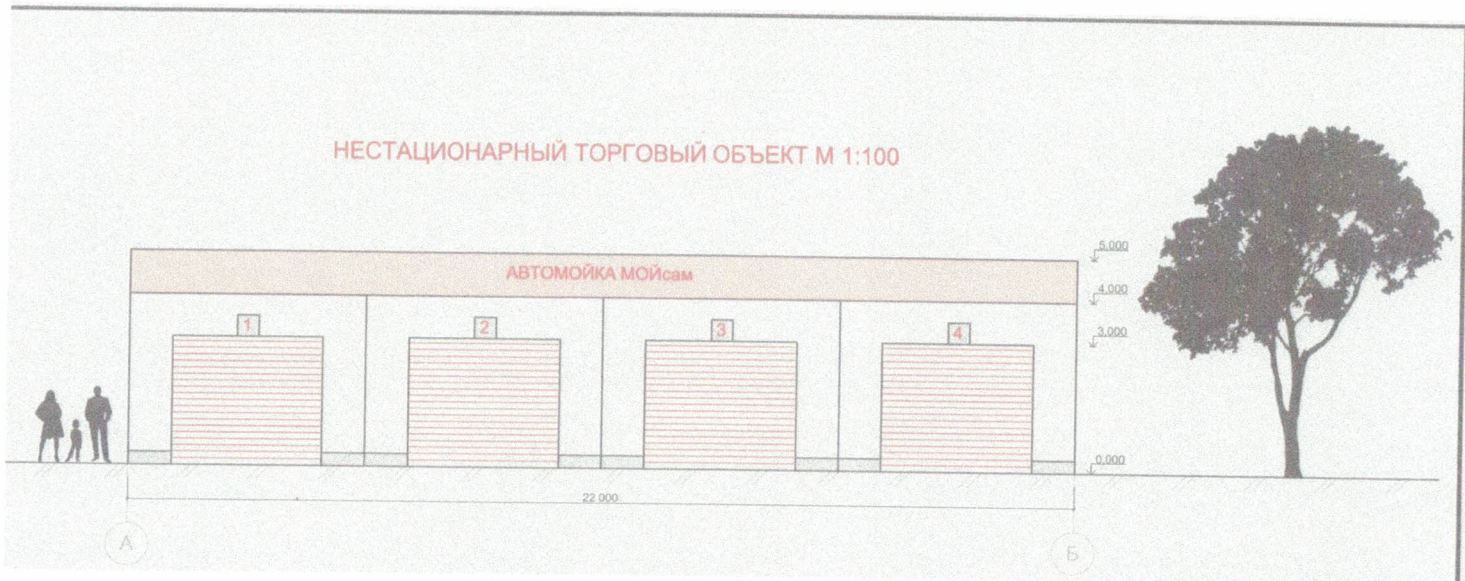 НЕСТАЦИОНАРНЫЙ ТОРГОВЫЙ ОБЪЕКТ М 1:100
АВТОМОЙКА МОЙсам
5,000
4,000
1
2
3
4
3,000
0,000
22 000
А
Б